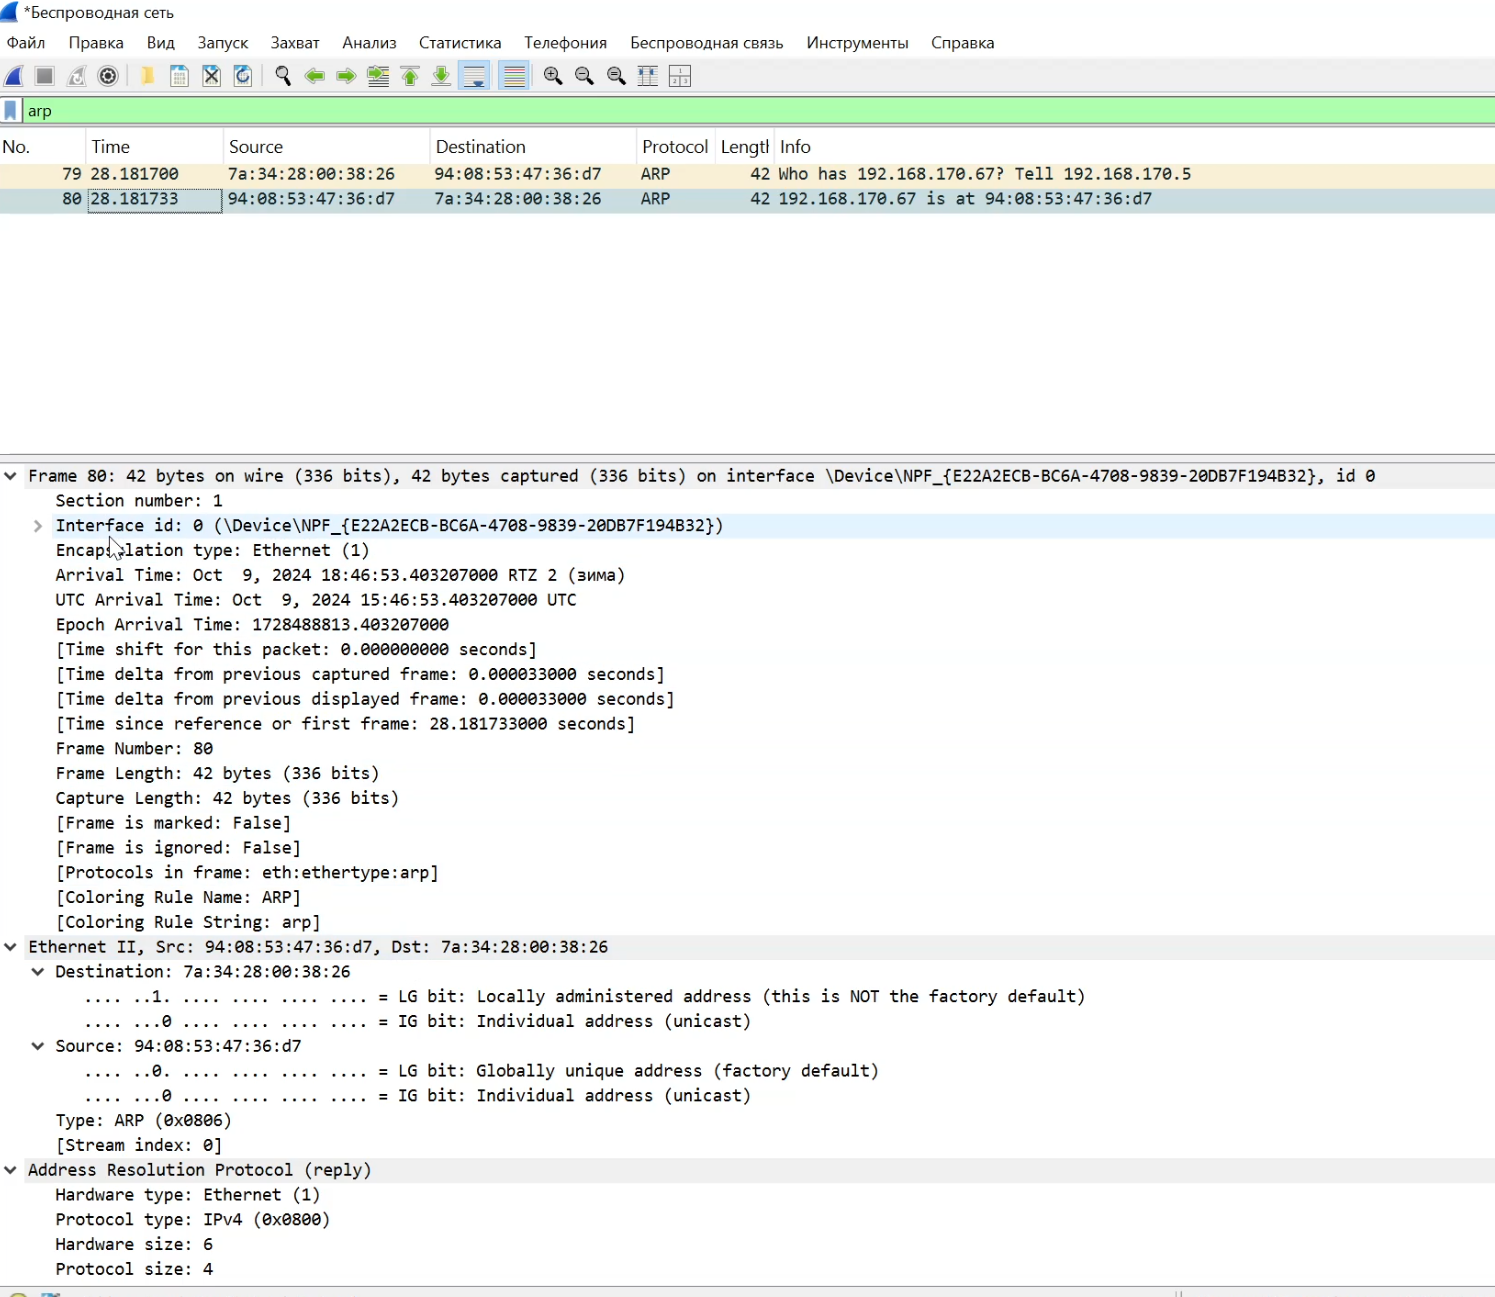 *Беспроводная сеть
Файл Правка Вид Запуск Захват Анализ Статистика Телефония Беспроводная связь Инструменты Справка
arp
No. Time Source Destination Protocol Length Info
79 28.181700 7a:34:28:00:38:26 94:08:53:47:36:d7 ARP 42 Who has 192.168.170.67? Tell 192.168.170.5
80 28.181733 94:08:53:47:36:d7 7a:34:28:00:38:26 ARP 42 192.168.170.67 is at 94:08:53:47:36:d7
Frame 80: 42 bytes on wire (336 bits), 42 bytes captured (336 bits) on interface \Device\NPF_{E22A2ECB-BC6A-4708-9839-20DB7F194B32}, id 0
Section number: 1
Interface id: 0 (\Device\NPF_{E22A2ECB-BC6A-4708-9839-20DB7F194B32})
Encapsulation type: Ethernet (1)
Arrival Time: Oct  9, 2024 18:46:53.403207000 RTZ 2 (зима)
UTC Arrival Time: Oct  9, 2024 15:46:53.403207000 UTC
Epoch Arrival Time: 1728488813.403207000
[Time shift for this packet: 0.000000000 seconds]
[Time delta from previous captured frame: 0.000033000 seconds]
[Time delta from previous displayed frame: 0.000033000 seconds]
[Time since reference or first frame: 28.181733000 seconds]
Frame Number: 80
Frame Length: 42 bytes (336 bits)
Capture Length: 42 bytes (336 bits)
[Frame is marked: False]
[Frame is ignored: False]
[Protocols in frame: eth:ethertype:arp]
[Coloring Rule Name: ARP]
[Coloring Rule String: arp]
Ethernet II, Src: 94:08:53:47:36:d7, Dst: 7a:34:28:00:38:26
Destination: 7a:34:28:00:38:26
.... ..1. .... .... .... .... = LG bit: Locally administered address (this is NOT the factory default)
.... ...0 .... .... .... .... = IG bit: Individual address (unicast)
Source: 94:08:53:47:36:d7
.... ..0. .... .... .... .... = LG bit: Globally unique address (factory default)
.... ...0 .... .... .... .... = IG bit: Individual address (unicast)
Type: ARP (0x0806)
[Stream index: 0]
Address Resolution Protocol (reply)
Hardware type: Ethernet (1)
Protocol type: IPv4 (0x0800)
Hardware size: 6
Protocol size: 4